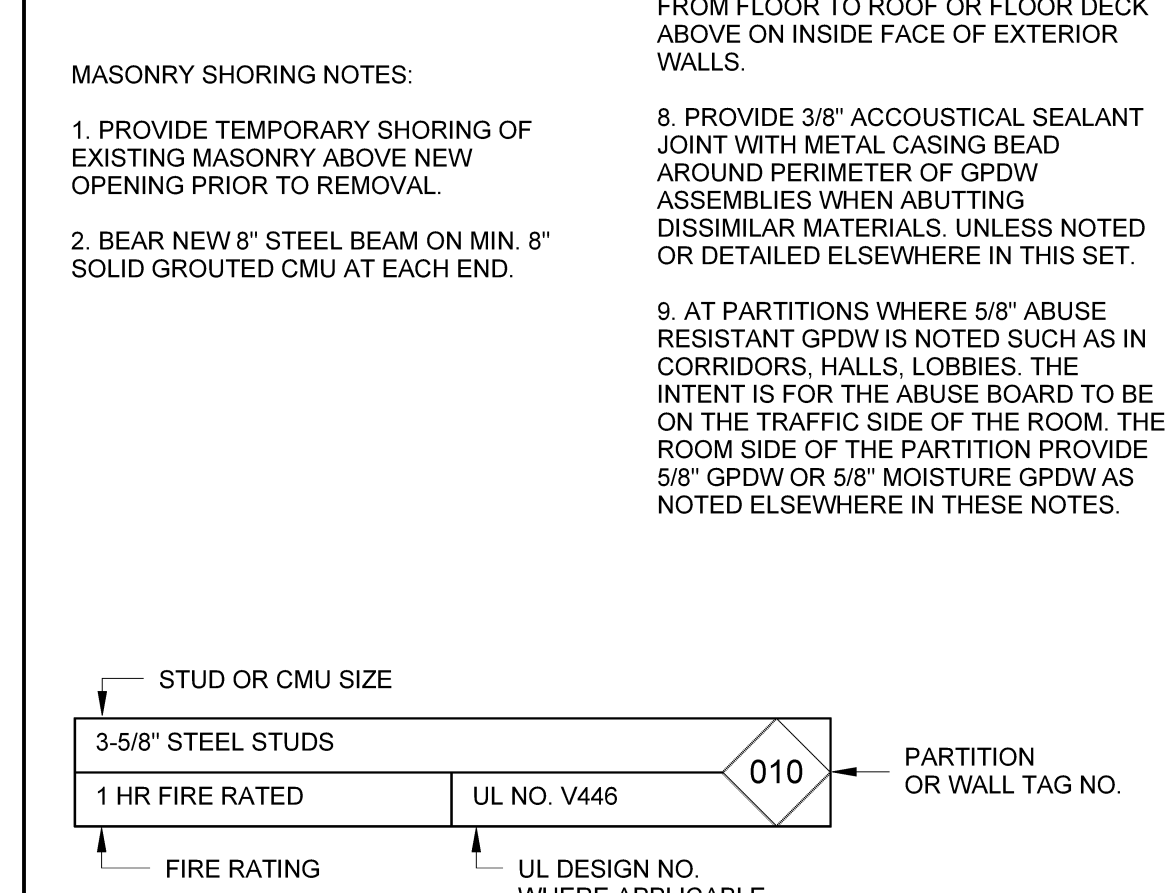 MASONRY SHORING NOTES:
1. PROVIDE TEMPORARY SHORING OF
EXISTING MASONRY ABOVE NEW
OPENING PRIOR TO REMOVAL.
2. BEAR NEW 8" STEEL BEAM ON MIN. 8"
SOLID GROUTED CMU AT EACH END.
FROM FLOOR TO ROOF OR FLOOR DECK
ABOVE ON INSIDE FACE OF EXTERIOR
WALLS.
8. PROVIDE 3/8" ACCOUSTICAL SEALANT
JOINT WITH METAL CASING BEAD
AROUND PERIMETER OF GPDW
ASSEMBLIES WHEN ABUTTING
DISSIMILAR MATERIALS. UNLESS NOTED
OR DETAILED ELSEWHERE IN THIS SET.
9. AT PARTITIONS WHERE 5/8" ABUSE
RESISTANT GPDW IS NOTED SUCH AS IN
CORRIDORS, HALLS, LOBBIES. THE
INTENT IS FOR THE ABUSE BOARD TO BE
ON THE TRAFFIC SIDE OF THE ROOM. THE
ROOM SIDE OF THE PARTITION PROVIDE
5/8" GPDW OR 5/8" MOISTURE GPDW AS
NOTED ELSEWHERE IN THESE NOTES.
STUD OR CMU SIZE
3-5/8" STEEL STUDS
1 HR FIRE RATED
UL NO. V446
010
PARTITION
OR WALL TAG NO.
FIRE RATING
UL DESIGN NO.
WHERE APPLICABLE